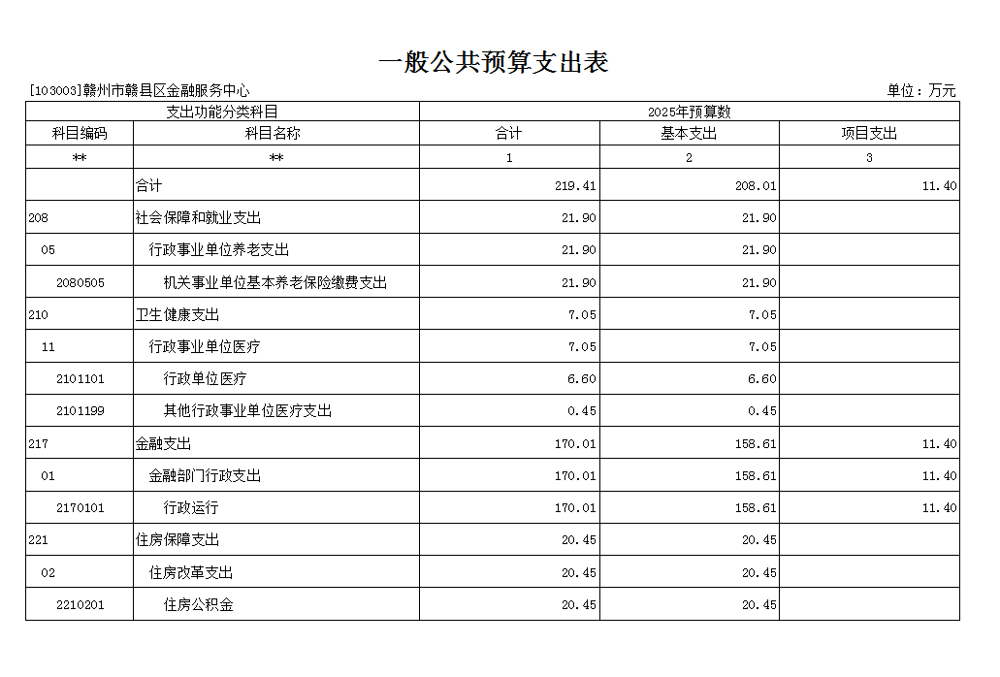 一般公共预算支出表
[103003]赣州市赣县区金融服务中心 单位：万元
支出功能分类科目 2025年预算数
科目编码 科目名称 合计 基本支出 项目支出
** ** 1 2 3
合计 219.41 208.01 11.40
208 社会保障和就业支出 21.90 21.90
05 行政事业单位养老支出 21.90 21.90
2080505 机关事业单位基本养老保险缴费支出 21.90 21.90
210 卫生健康支出 7.05 7.05
11 行政事业单位医疗 7.05 7.05
2101101 行政单位医疗 6.60 6.60
2101199 其他行政事业单位医疗支出 0.45 0.45
217 金融支出 170.01 158.61 11.40
01 金融部门行政支出 170.01 158.61 11.40
2170101 行政运行 170.01 158.61 11.40
221 住房保障支出 20.45 20.45
02 住房改革支出 20.45 20.45
2210201 住房公积金 20.45 20.45